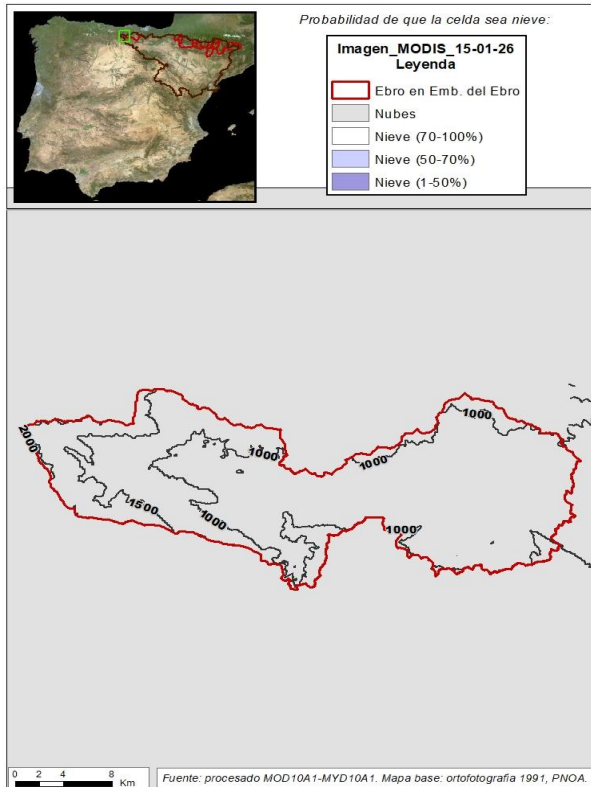 Probabilidad de que la celda sea nieve:
Imagen_MODIS_15-01-26
Leyenda
Ebro en Emb. del Ebro
Nubes
Nieve (70-100%)
Nieve (50-70%)
Nieve (1-50%)
1000
2000
1000
1000
1500
1000
1000
0 2 4 8
Km
Fuente: procesado MOD10A1-MYD10A1. Mapa base: ortofotografia 1991, PNOA.